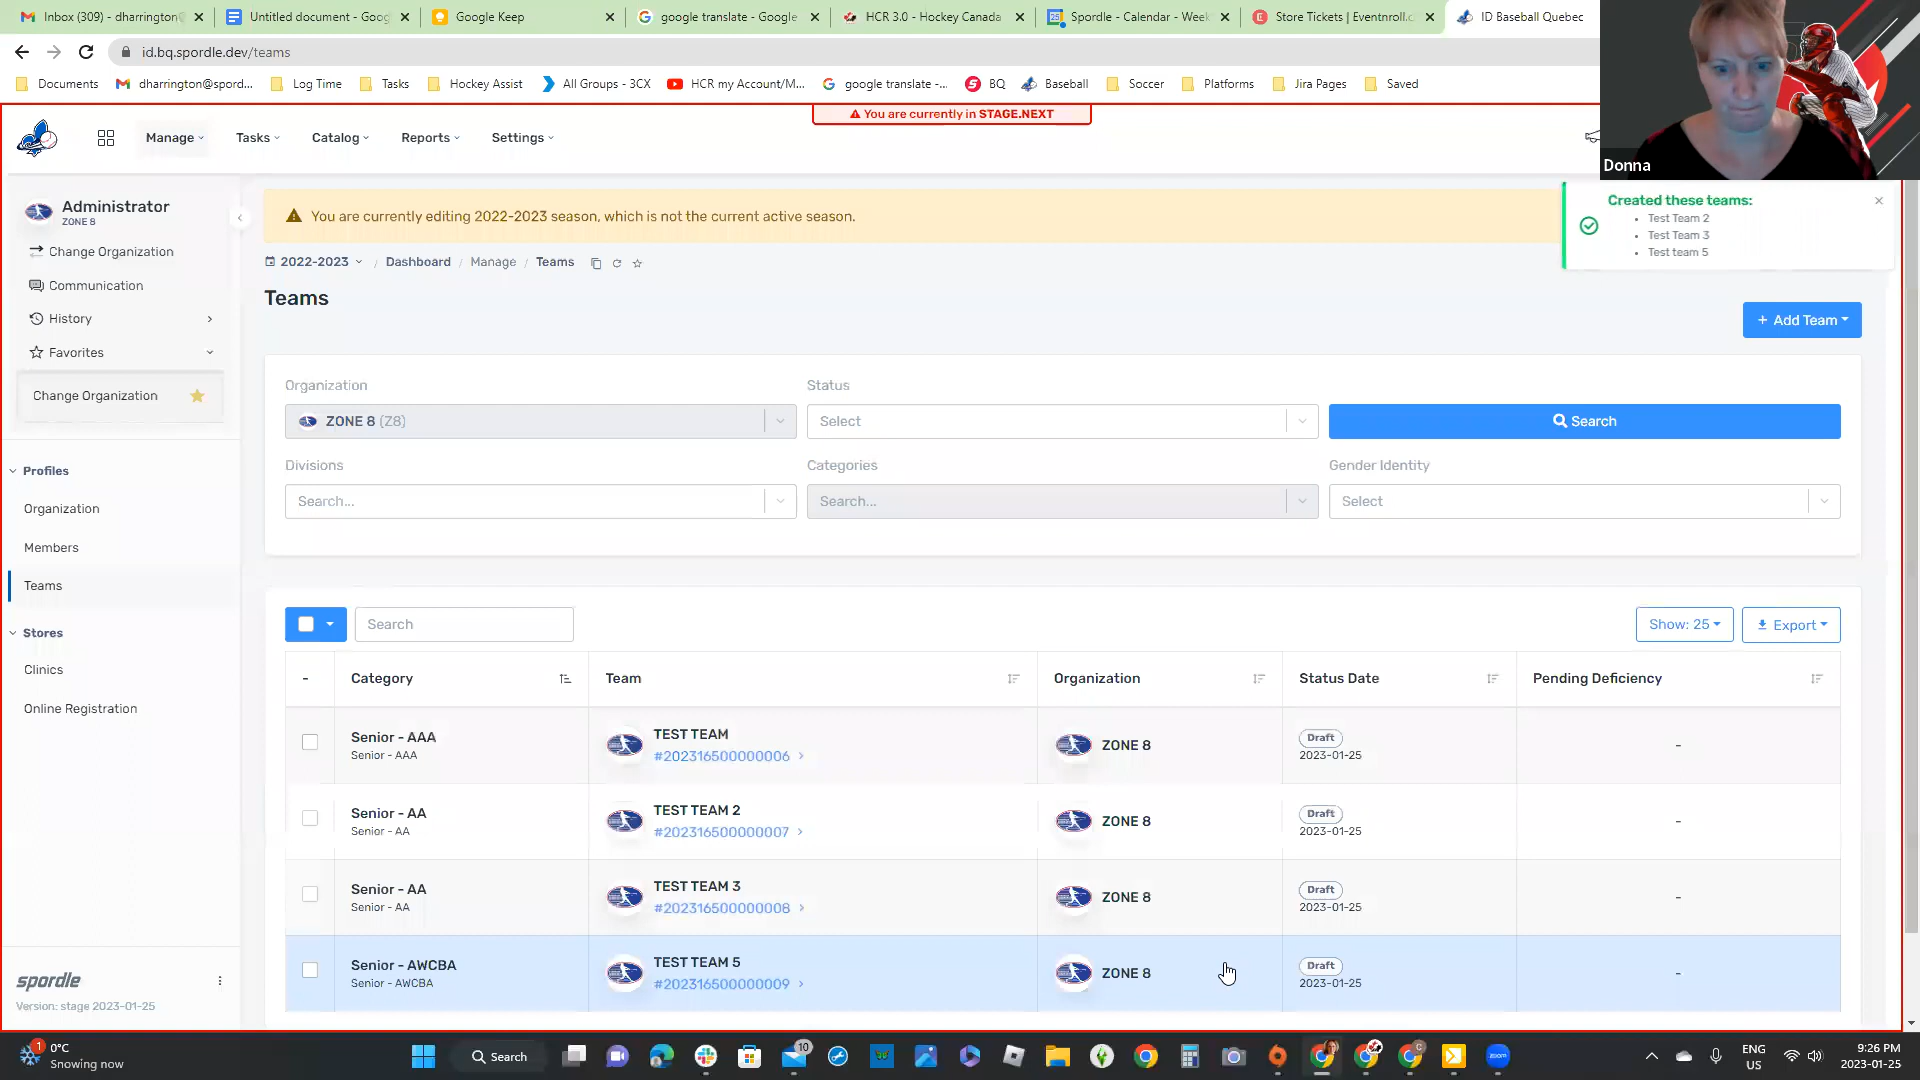 Inbox (309) - dharrington@
Untitled document - Goog
Google Keep
google translate - Google
HCR 3.0 - Hockey Canada
Spordle - Calendar - Week
Store Tickets | Eventnroll.c
ID Baseball Quebec
id.bq.spordle.dev/teams
Documents
dharrington@spord...
Log Time
Tasks
Hockey Assist
All Groups - 3CX
HCR my Account/M...
google translate -...
BQ
Baseball
Soccer
Platforms
Jira Pages
Saved
You are currently in STAGE.NEXT
Manage
Tasks
Catalog
Reports
Settings
Donna
Administrator
ZONE 8
Change Organization
Communication
History
Favorites
Change Organization
Profiles
Organization
Members
Teams
Stores
Clinics
Online Registration
spordle
Version: stage 2023-01-25
You are currently editing 2022-2023 season, which is not the current active season.
Created these teams:
Test Team 2
Test Team 3
Test team 5
2022-2023 / Dashboard / Manage / Teams
Teams
+ Add Team
Organization
Status
ZONE 8 (Z8)
Select
Search
Divisions
Categories
Gender Identity
Search...
Search...
Select
Search
Show: 25
Export
- Category Team Organization Status Date Pending Deficiency
Senior - AAA
Senior - AAA
TEST TEAM
#202316500000006
ZONE 8
Draft
2023-01-25
-
Senior - AA
Senior - AA
TEST TEAM 2
#202316500000007
ZONE 8
Draft
2023-01-25
-
Senior - AA
Senior - AA
TEST TEAM 3
#202316500000008
ZONE 8
Draft
2023-01-25
-
Senior - AWCBA
Senior - AWCBA
TEST TEAM 5
#202316500000009
ZONE 8
Draft
2023-01-25
-
1
0°C
Snowing now
Search
10
zoom
ENG
US
9:26 PM
2023-01-25